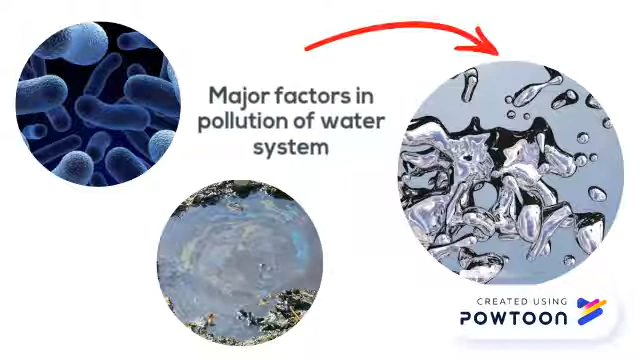 Major factors in
pollution of water
system
CREATED USING
POWTOON